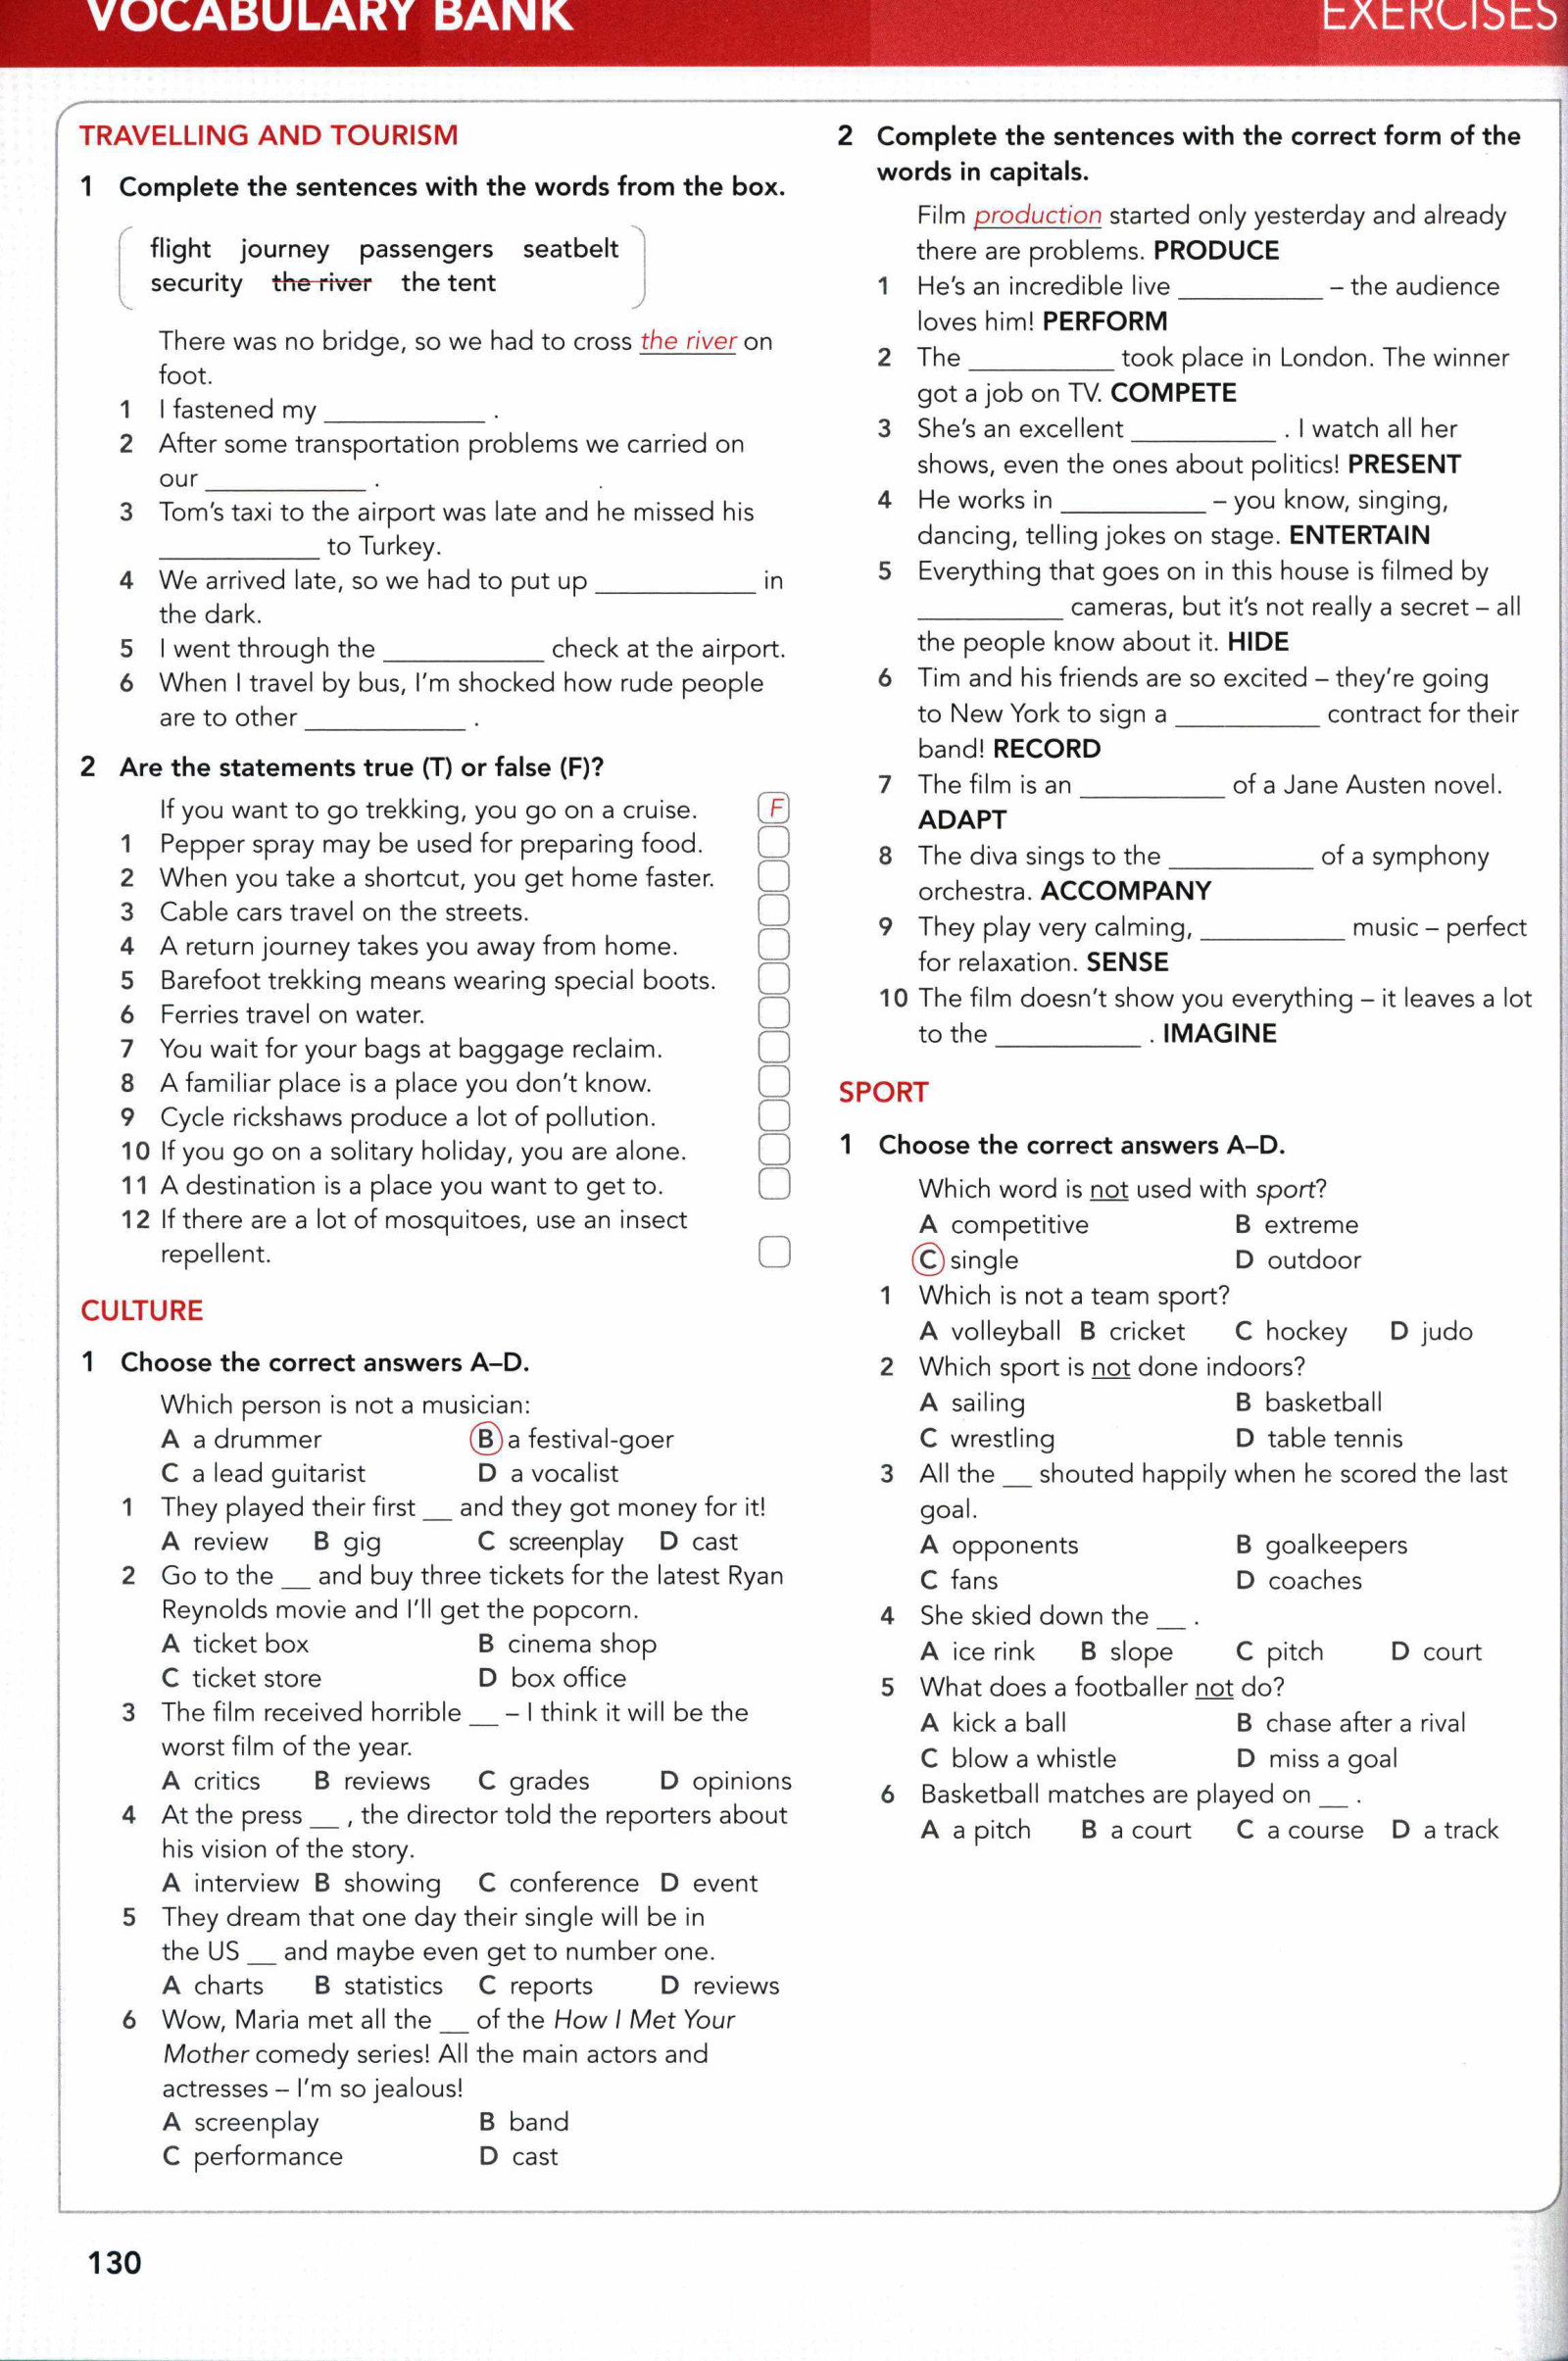 VOCABULARY BANK
EXERCISES
TRAVELLING AND TOURISM
1 Complete the sentences with the words from the box.
flight journey passengers seatbelt
security the river the tent
There was no bridge, so we had to cross the river on
foot.
1 I fastened my ____________ .
2 After some transportation problems we carried on
our ____________ .
3 Tom's taxi to the airport was late and he missed his
____________ to Turkey.
4 We arrived late, so we had to put up ____________ in
the dark.
5 I went through the ____________ check at the airport.
6 When I travel by bus, I'm shocked how rude people
are to other ____________ .
2 Are the statements true (T) or false (F)?
If you want to go trekking, you go on a cruise. F
1 Pepper spray may be used for preparing food.
2 When you take a shortcut, you get home faster.
3 Cable cars travel on the streets.
4 A return journey takes you away from home.
5 Barefoot trekking means wearing special boots.
6 Ferries travel on water.
7 You wait for your bags at baggage reclaim.
8 A familiar place is a place you don't know.
9 Cycle rickshaws produce a lot of pollution.
10 If you go on a solitary holiday, you are alone.
11 A destination is a place you want to get to.
12 If there are a lot of mosquitoes, use an insect
repellent.
CULTURE
1 Choose the correct answers A–D.
Which person is not a musician:
A a drummer B a festival-goer
C a lead guitarist D a vocalist
1 They played their first __ and they got money for it!
A review B gig C screenplay D cast
2 Go to the __ and buy three tickets for the latest Ryan
Reynolds movie and I'll get the popcorn.
A ticket box B cinema shop
C ticket store D box office
3 The film received horrible __ – I think it will be the
worst film of the year.
A critics B reviews C grades D opinions
4 At the press __ , the director told the reporters about
his vision of the story.
A interview B showing C conference D event
5 They dream that one day their single will be in
the US __ and maybe even get to number one.
A charts B statistics C reports D reviews
6 Wow, Maria met all the __ of the How I Met Your
Mother comedy series! All the main actors and
actresses – I'm so jealous!
A screenplay B band
C performance D cast
2 Complete the sentences with the correct form of the
words in capitals.
Film production started only yesterday and already
there are problems. PRODUCE
1 He's an incredible live ____________ – the audience
loves him! PERFORM
2 The ____________ took place in London. The winner
got a job on TV. COMPETE
3 She's an excellent ____________ . I watch all her
shows, even the ones about politics! PRESENT
4 He works in ____________ – you know, singing,
dancing, telling jokes on stage. ENTERTAIN
5 Everything that goes on in this house is filmed by
____________ cameras, but it's not really a secret – all
the people know about it. HIDE
6 Tim and his friends are so excited – they're going
to New York to sign a ____________ contract for their
band! RECORD
7 The film is an ____________ of a Jane Austen novel.
ADAPT
8 The diva sings to the ____________ of a symphony
orchestra. ACCOMPANY
9 They play very calming, ____________ music – perfect
for relaxation. SENSE
10 The film doesn't show you everything – it leaves a lot
to the ____________ . IMAGINE
SPORT
1 Choose the correct answers A–D.
Which word is not used with sport?
A competitive B extreme
C single D outdoor
1 Which is not a team sport?
A volleyball B cricket C hockey D judo
2 Which sport is not done indoors?
A sailing B basketball
C wrestling D table tennis
3 All the __ shouted happily when he scored the last
goal.
A opponents B goalkeepers
C fans D coaches
4 She skied down the __ .
A ice rink B slope C pitch D court
5 What does a footballer not do?
A kick a ball B chase after a rival
C blow a whistle D miss a goal
6 Basketball matches are played on __ .
A a pitch B a court C a course D a track
130